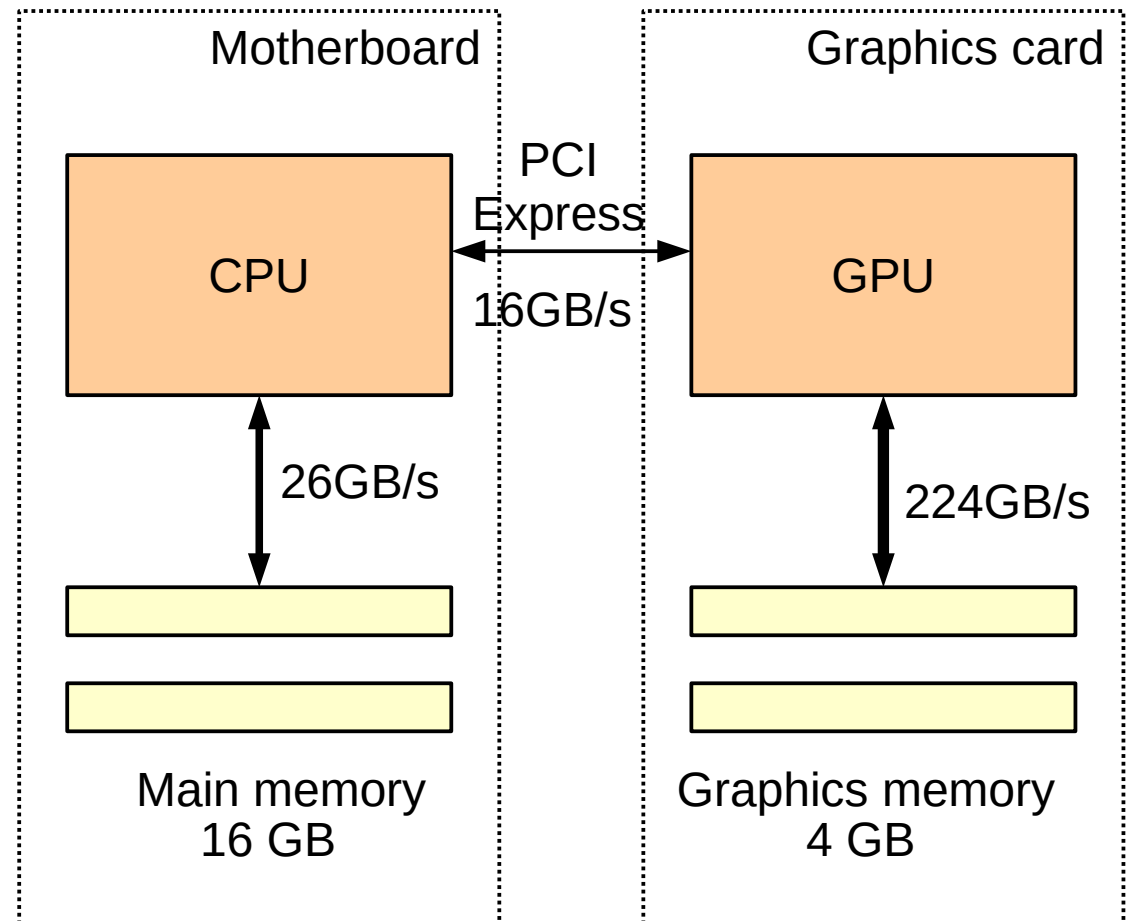 Motherboard
Graphics card
PCI
Express
CPU
GPU
16GB/s
26GB/s
224GB/s
Main memory
16 GB
Graphics memory
4 GB